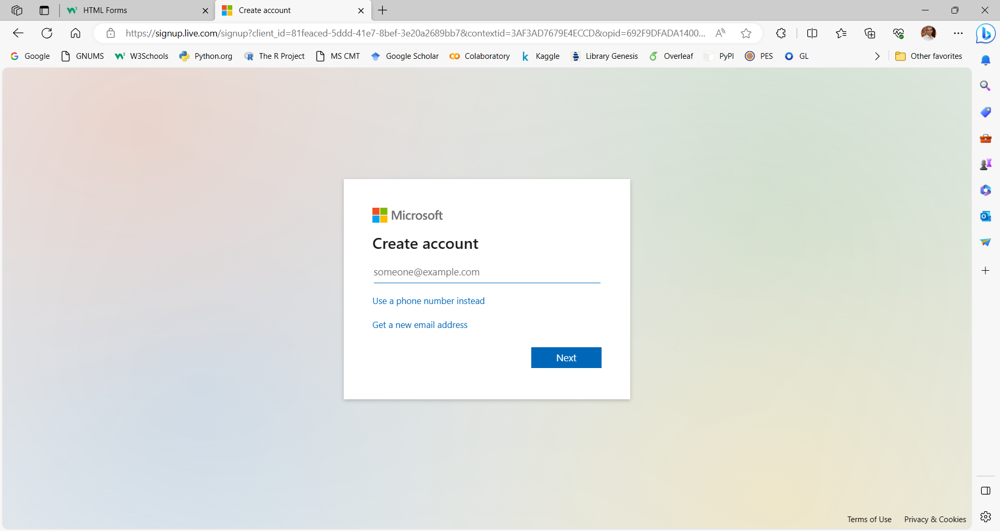 HTML Forms
Create account
https://signup.live.com/signup?client_id=81feaced-5ddd-41e7-8bef-3e20a2689bb7&contextid=3AF3AD7679E4ECCD&opid=692F9DFADA1400...
Google GNUMS W3Schools Python.org The R Project MS CMT Google Scholar Colaboratory Kaggle Library Genesis Overleaf PyPI PES GL Other favorites
Microsoft
Create account
someone@example.com
Use a phone number instead
Get a new email address
Next
Terms of Use Privacy & Cookies